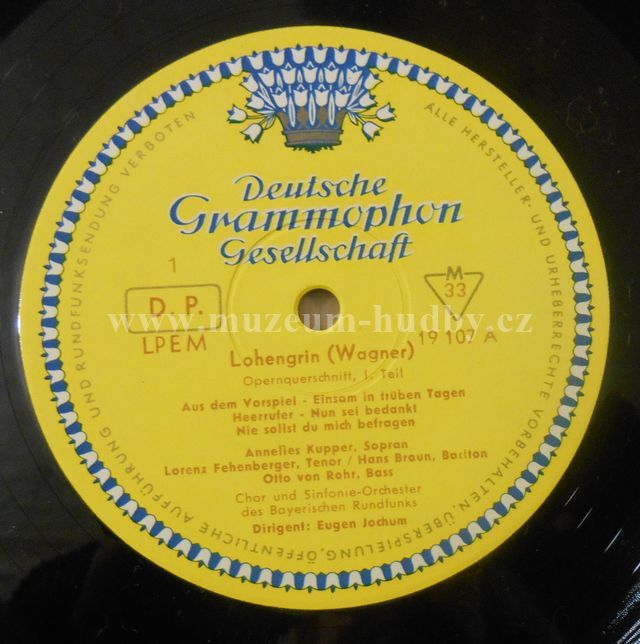 Deutsche
Grammophon
Gesellschaft
1
D. P.
LPEM
M
33
19 107 A
www.muzeum-hudby.cz
Lohengrin (Wagner)
Opernquerschnitt, 1. Teil
Aus dem Vorspiel - Einsam in trüben Tagen
Heerrufer - Nun sei bedankt
Nie sollst du mich befragen
Annelies Kupper, Sopran
Lorenz Fehenberger, Tenor / Hans Braun, Bariton
Otto von Rohr, Bass
Chor und Sinfonie-Orchester
des Bayerischen Rundfunks
Dirigent: Eugen Jochum
ALLE HERSTELLER- UND URHEBERRECHTE VORBEHALTEN, ÜBERSPIELUNG, ÖFFENTLICHE AUFFÜHRUNG UND RUNDFUNKSENDUNG VERBOTEN